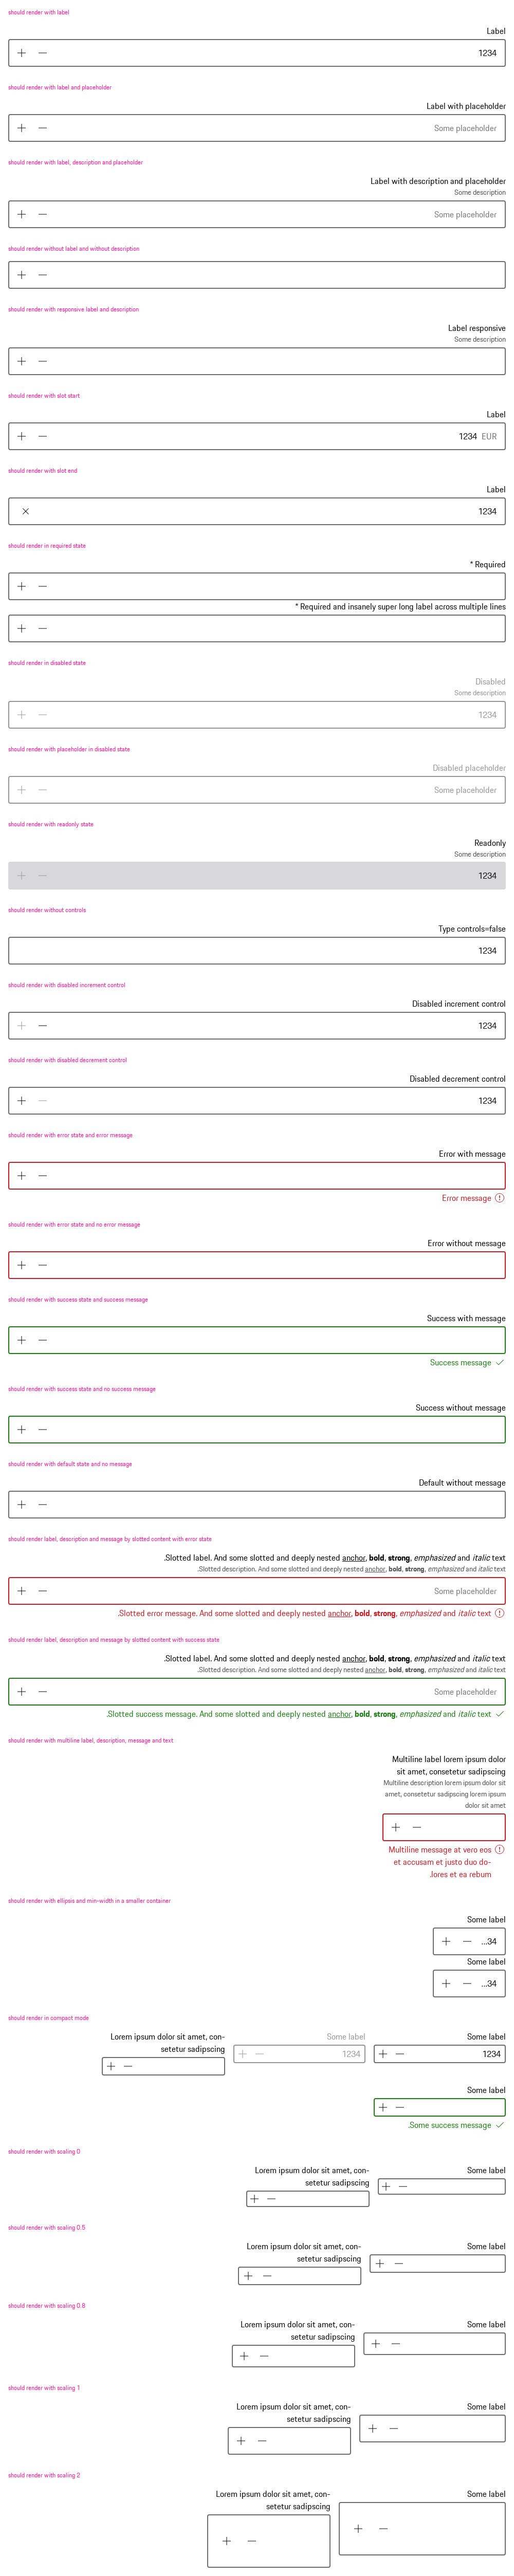 should render with label
Label
1234
should render with label and placeholder
Label with placeholder
Some placeholder
should render with label, description and placeholder
Label with description and placeholder
Some description
Some placeholder
should render without label and without description
should render with responsive label and description
Label responsive
Some description
should render with slot start
Label
1234 EUR
should render with slot end
Label
1234
should render in required state
* Required
* Required and insanely super long label across multiple lines
should render in disabled state
Disabled
Some description
1234
should render with placeholder in disabled state
Disabled placeholder
Some placeholder
should render with readonly state
Readonly
Some description
1234
should render without controls
Type controls=false
1234
should render with disabled increment control
Disabled increment control
1234
should render with disabled decrement control
Disabled decrement control
1234
should render with error state and error message
Error with message
Error message
should render with error state and no error message
Error without message
should render with success state and success message
Success with message
Success message
should render with success state and no success message
Success without message
should render with default state and no message
Default without message
should render label, description and message by slotted content with error state
.Slotted label. And some slotted and deeply nested anchor, bold, strong, emphasized and italic text
.Slotted description. And some slotted and deeply nested anchor, bold, strong, emphasized and italic text
Some placeholder
.Slotted error message. And some slotted and deeply nested anchor, bold, strong, emphasized and italic text
should render label, description and message by slotted content with success state
.Slotted label. And some slotted and deeply nested anchor, bold, strong, emphasized and italic text
.Slotted description. And some slotted and deeply nested anchor, bold, strong, emphasized and italic text
Some placeholder
.Slotted success message. And some slotted and deeply nested anchor, bold, strong, emphasized and italic text
should render with multiline label, description, message and text
Multiline label lorem ipsum dolor
sit amet, consetetur sadipscing
Multiline description lorem ipsum dolor sit
amet, consetetur sadipscing lorem ipsum
dolor sit amet
Multiline message at vero eos
et accusam et justo duo do-
.lores et ea rebum
should render with ellipsis and min-width in a smaller container
Some label
...34
Some label
...34
should render in compact mode
Lorem ipsum dolor sit amet, con-
setetur sadipscing
Some label
1234
Some label
1234
Some label
.Some success message
should render with scaling 0
Lorem ipsum dolor sit amet, con-
setetur sadipscing
Some label
should render with scaling 0.5
Lorem ipsum dolor sit amet, con-
setetur sadipscing
Some label
should render with scaling 0.8
Lorem ipsum dolor sit amet, con-
setetur sadipscing
Some label
should render with scaling 1
Lorem ipsum dolor sit amet, con-
setetur sadipscing
Some label
should render with scaling 2
Lorem ipsum dolor sit amet, con-
setetur sadipscing
Some label